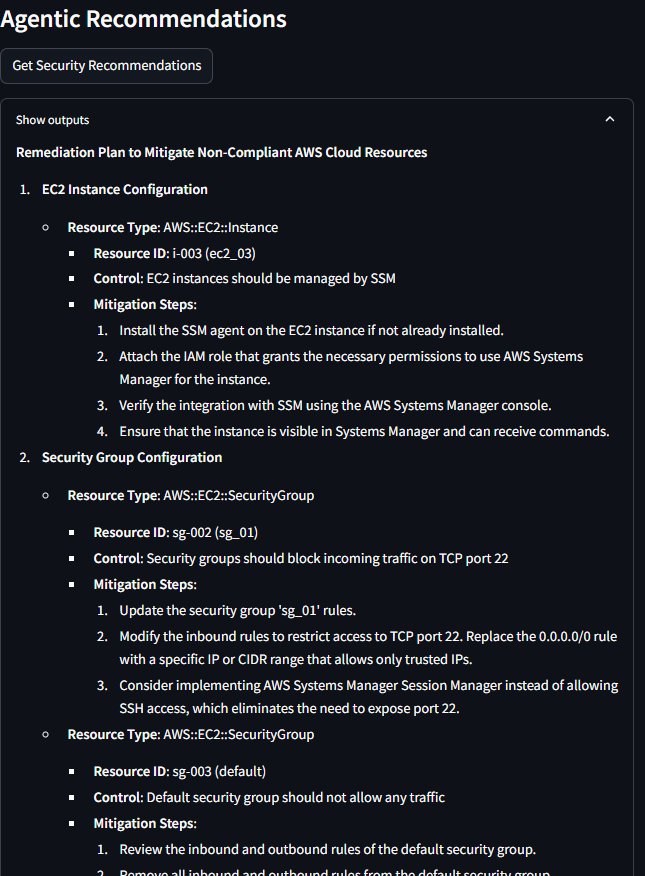 Agentic Recommendations
Get Security Recommendations
Show outputs
Remediation Plan to Mitigate Non-Compliant AWS Cloud Resources
1. EC2 Instance Configuration
Resource Type: AWS::EC2::Instance
Resource ID: i-003 (ec2_03)
Control: EC2 instances should be managed by SSM
Mitigation Steps:
1. Install the SSM agent on the EC2 instance if not already installed.
2. Attach the IAM role that grants the necessary permissions to use AWS Systems
Manager for the instance.
3. Verify the integration with SSM using the AWS Systems Manager console.
4. Ensure that the instance is visible in Systems Manager and can receive commands.
2. Security Group Configuration
Resource Type: AWS::EC2::SecurityGroup
Resource ID: sg-002 (sg_01)
Control: Security groups should block incoming traffic on TCP port 22
Mitigation Steps:
1. Update the security group 'sg_01' rules.
2. Modify the inbound rules to restrict access to TCP port 22. Replace the 0.0.0.0/0 rule
with a specific IP or CIDR range that allows only trusted IPs.
3. Consider implementing AWS Systems Manager Session Manager instead of allowing
SSH access, which eliminates the need to expose port 22.
Resource Type: AWS::EC2::SecurityGroup
Resource ID: sg-003 (default)
Control: Default security group should not allow any traffic
Mitigation Steps:
1. Review the inbound and outbound rules of the default security group.
2. Remove all inbound and outbound rules from the default security group